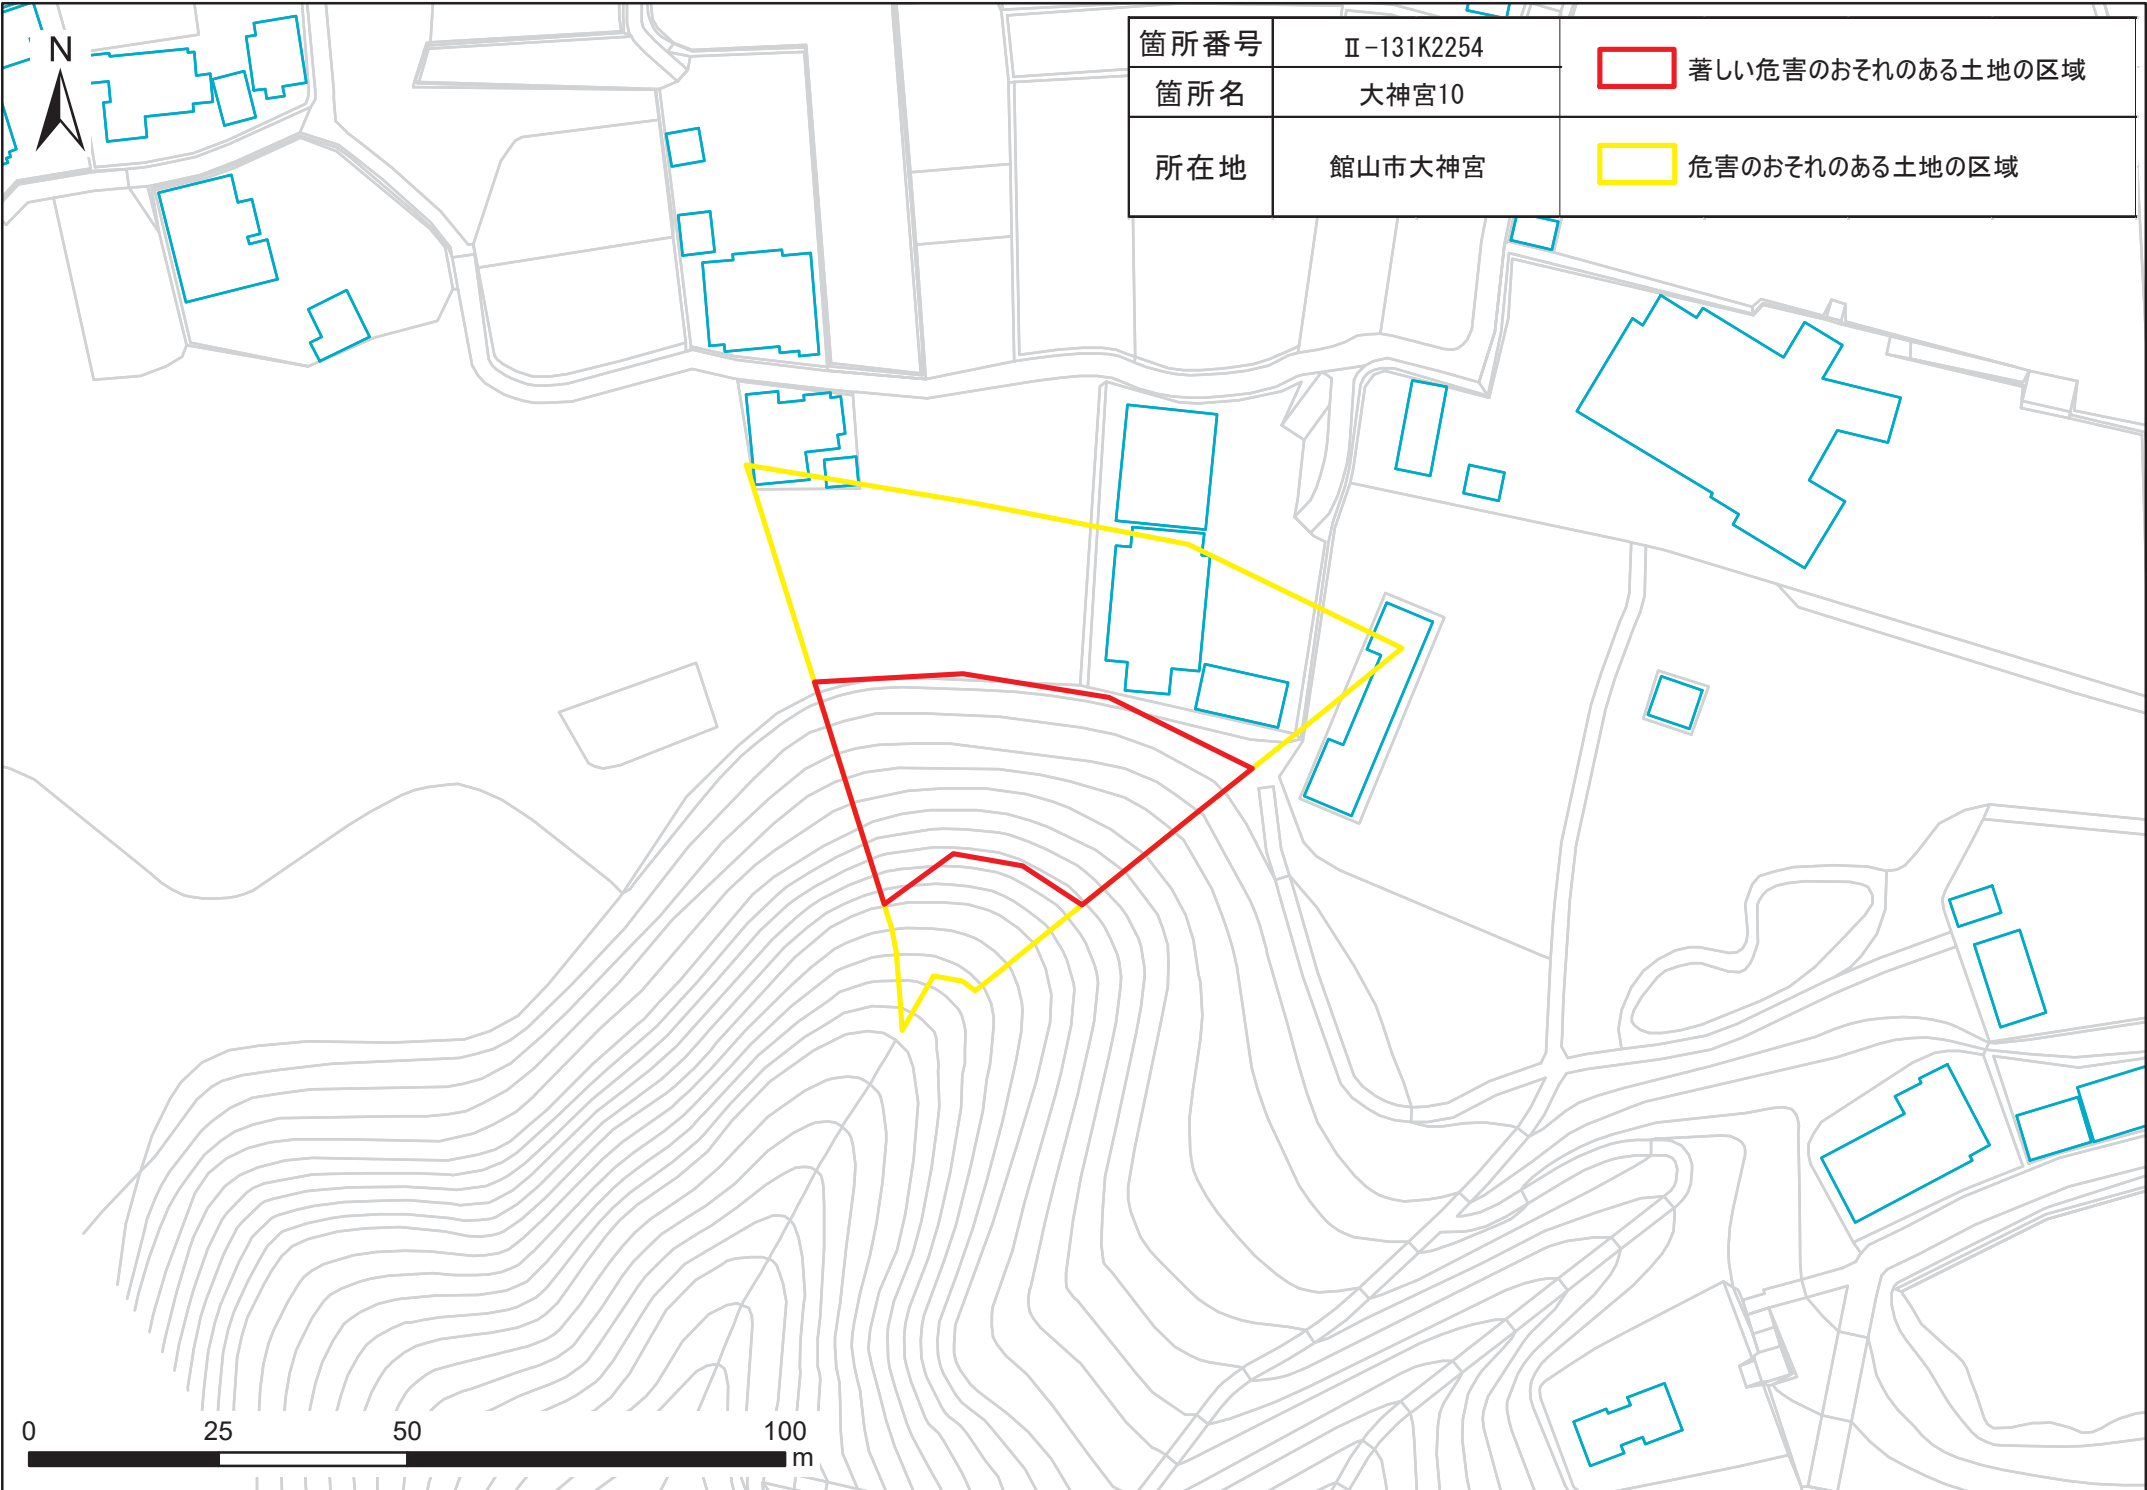 N
箇所番号 Ⅱ-131K2254
箇所名 大神宮10
所在地 館山市大神宮
著しい危害のおそれのある土地の区域
危害のおそれのある土地の区域
0 25 50 100
m